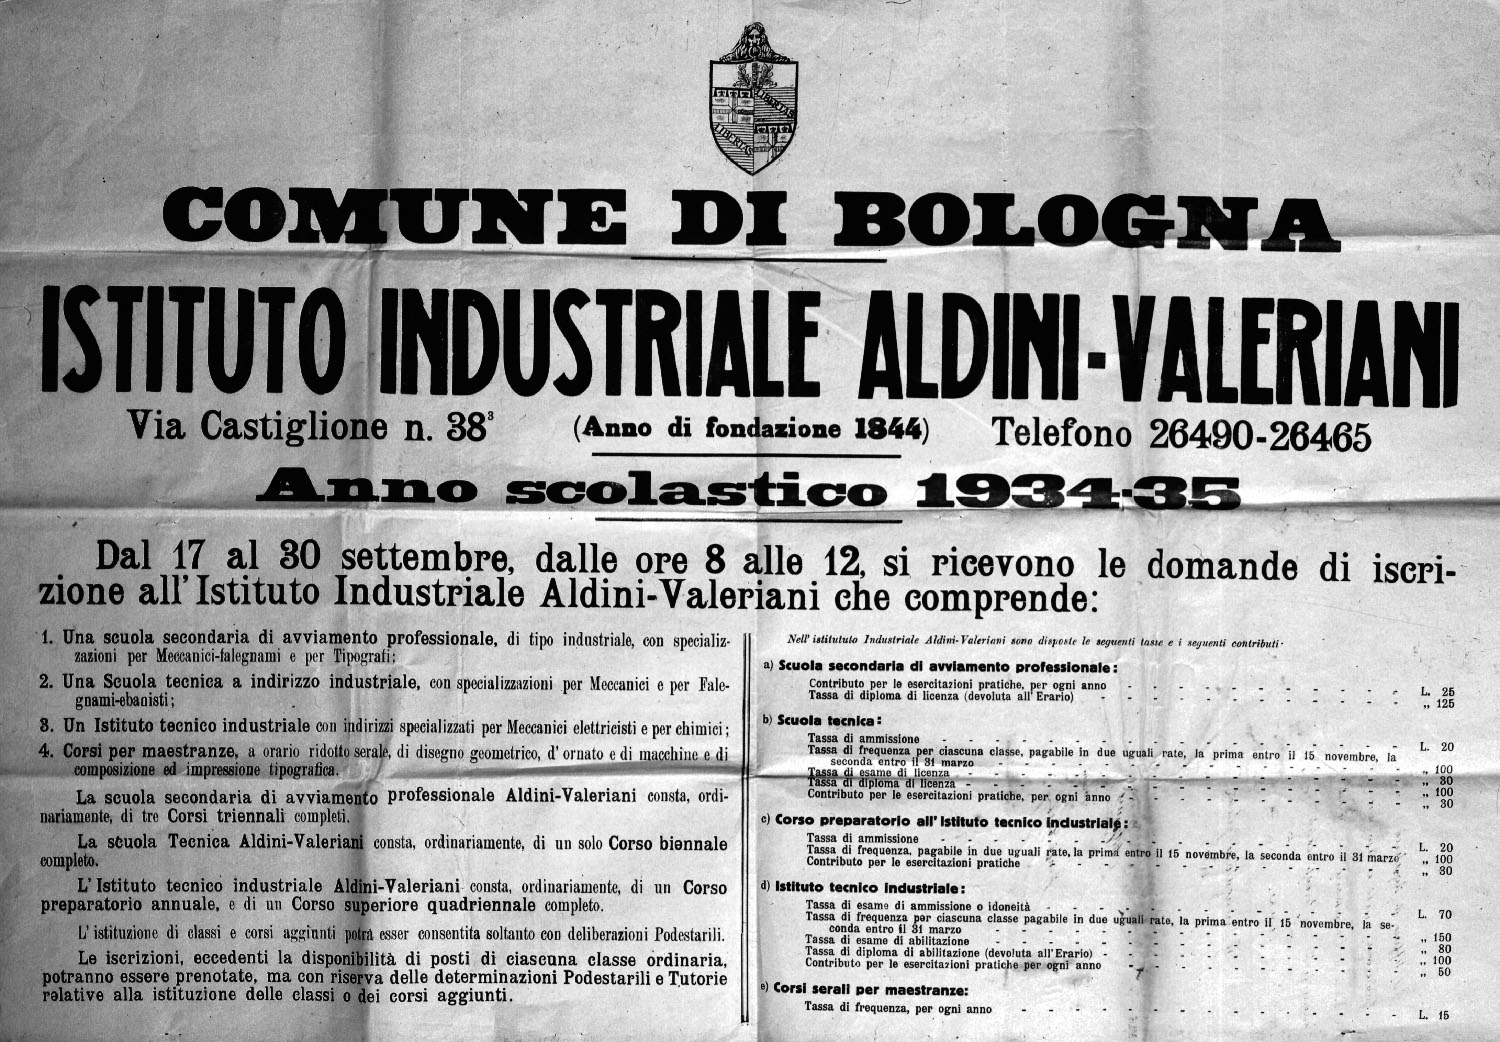 LIBERTAS
LIBERTAS
COMUNE DI BOLOGNA
ISTITUTO INDUSTRIALE ALDINI-VALERIANI
Via Castiglione n. 38³ (Anno di fondazione 1844) Telefono 26490-26465
Anno scolastico 1934-35
Dal 17 al 30 settembre, dalle ore 8 alle 12, si ricevono le domande di iscri-
zione all' Istituto Industriale Aldini-Valeriani che comprende:
1. Una scuola secondaria di avviamento professionale, di tipo industriale, con specializ-
zazioni per Meccanici-falegnami e per Tipografi;
2. Una Scuola tecnica a indirizzo industriale, con specializzazioni per Meccanici e per Fale-
gnami-ebanisti;
3. Un Istituto tecnico industriale con indirizzi specializzati per Meccanici elettricisti e per chimici;
4. Corsi per maestranze, a orario ridotto serale, di disegno geometrico, d' ornato e di macchine e di
composizione ed impressione tipografica.
La scuola secondaria di avviamento professionale Aldini-Valeriani consta, ordi-
nariamente, di tre Corsi triennali completi.
La scuola Tecnica Aldini-Valeriani consta, ordinariamente, di un solo Corso biennale
completo.
L' Istituto tecnico industriale Aldini-Valeriani consta, ordinariamente, di un Corso
preparatorio annuale, e di un Corso superiore quadriennale completo.
L' istituzione di classi e corsi aggiunti potrà esser consentita soltanto con deliberazioni Podestarili.
Le iscrizioni, eccedenti la disponibilità di posti di ciascuna classe ordinaria,
potranno essere prenotate, ma con riserva delle determinazioni Podestarili e Tutorie
relative alla istituzione delle classi o dei corsi aggiunti.
Nell' istitututo Industriale Aldini-Valeriani sono disposte le seguenti tasse e i seguenti contributi.
a) Scuola secondaria di avviamento professionale:
Contributo per le esercitazioni pratiche, per ogni anno - - - - - - - - - L. 25
Tassa di diploma di licenza (devoluta all' Erario) - - - - - - - - - „ 125
b) Scuola tecnica:
Tassa di ammissione - - - - - - - - - L. 20
Tassa di frequenza per ciascuna classe, pagabile in due uguali rate, la prima entro il 15 novembre, la
seconda entro il 31 marzo - - - - - - - - - „ 100
Tassa di esame di licenza - - - - - - - - - „ 80
Tassa di diploma di licenza - - - - - - - - - „ 100
Contributo per le esercitazioni pratiche, per ogni anno - - - - - - - - - „ 30
c) Corso preparatorio all' Istituto tecnico industriale:
Tassa di ammissione - - - - - - - - - L. 20
Tassa di frequenza, pagabile in due uguali rate, la prima entro il 15 novembre, la seconda entro il 31 marzo „ 100
Contributo per le esercitazioni pratiche - - - - - - - - - „ 30
d) Istituto tecnico industriale:
Tassa di esame di ammissione o idoneità - - - - - - - - - L. 70
Tassa di frequenza per ciascuna classe pagabile in due uguali rate, la prima entro il 15 novembre, la se-
conda entro il 31 marzo - - - - - - - - - „ 150
Tassa di esame di abilitazione - - - - - - - - - „ 80
Tassa di diploma di abilitazione (devoluta all' Erario) - - - - - - - - - „ 100
Contributo per le esercitazioni pratiche per ogni anno - - - - - - - - - „ 50
e) Corsi serali per maestranze:
Tassa di frequenza, per ogni anno - - - - - - - - - L. 15